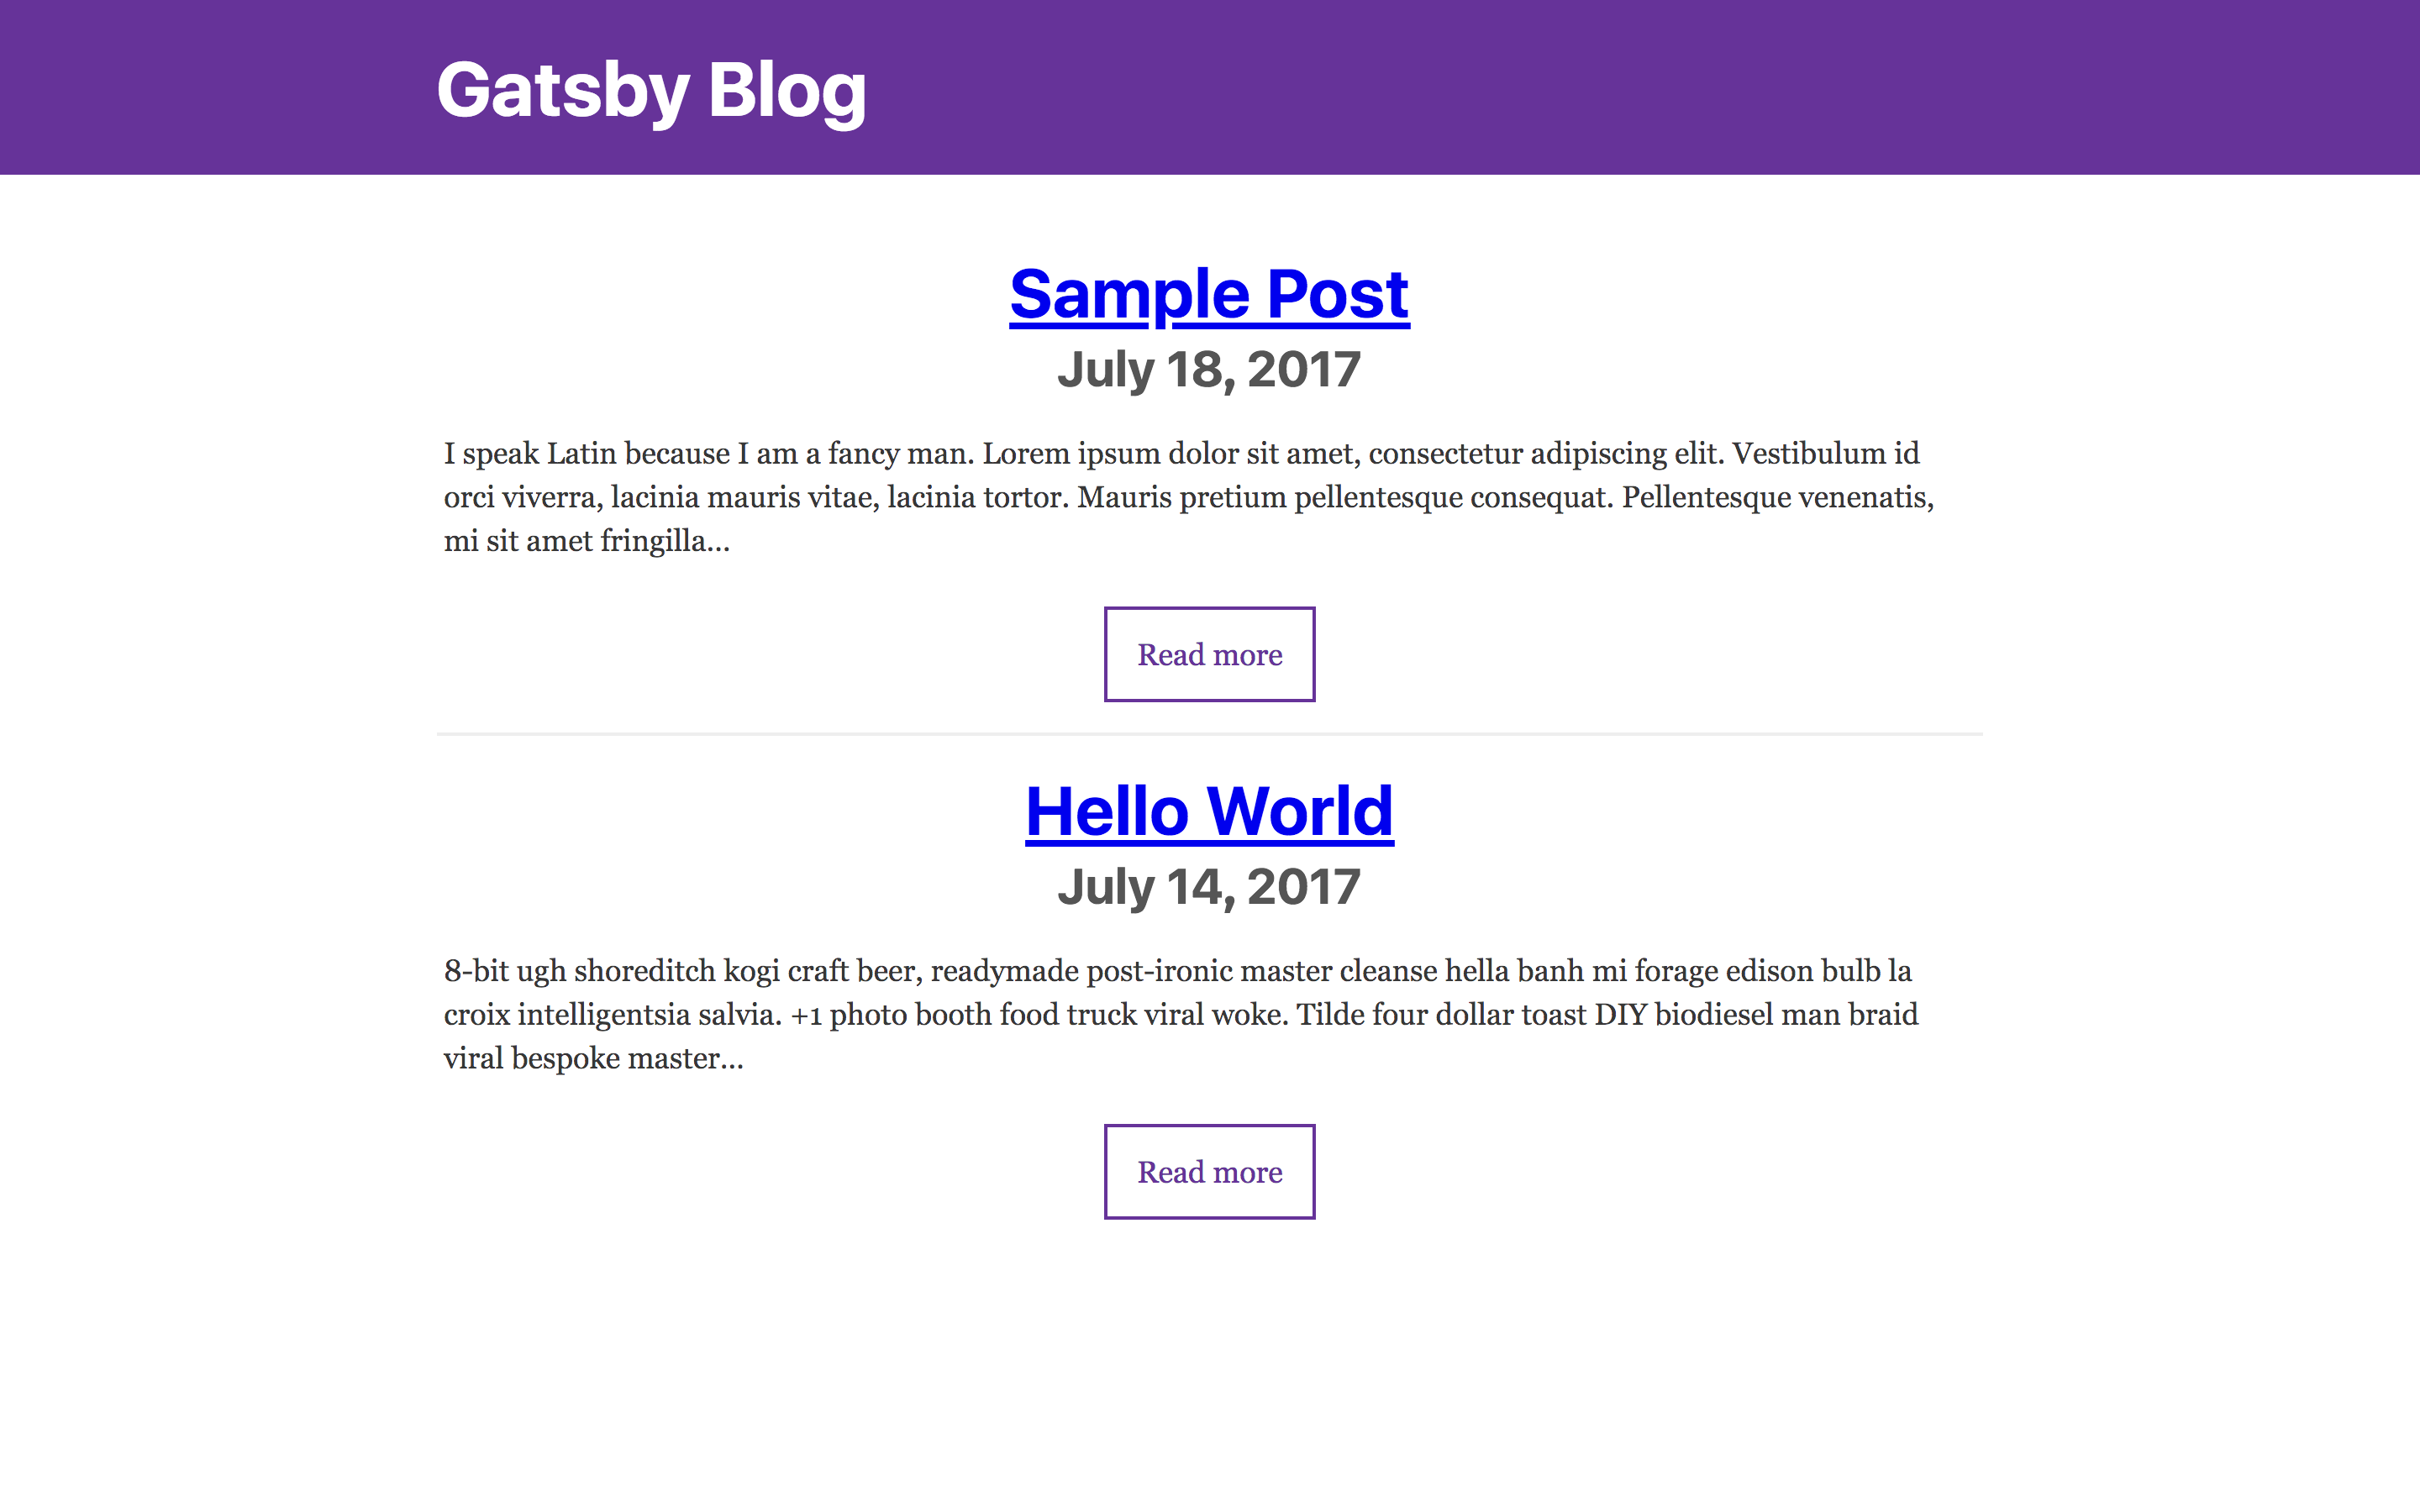 Gatsby Blog
Sample Post
July 18, 2017
I speak Latin because I am a fancy man. Lorem ipsum dolor sit amet, consectetur adipiscing elit. Vestibulum id
orci viverra, lacinia mauris vitae, lacinia tortor. Mauris pretium pellentesque consequat. Pellentesque venenatis,
mi sit amet fringilla…
Read more
Hello World
July 14, 2017
8-bit ugh shoreditch kogi craft beer, readymade post-ironic master cleanse hella banh mi forage edison bulb la
croix intelligentsia salvia. +1 photo booth food truck viral woke. Tilde four dollar toast DIY biodiesel man braid
viral bespoke master…
Read more